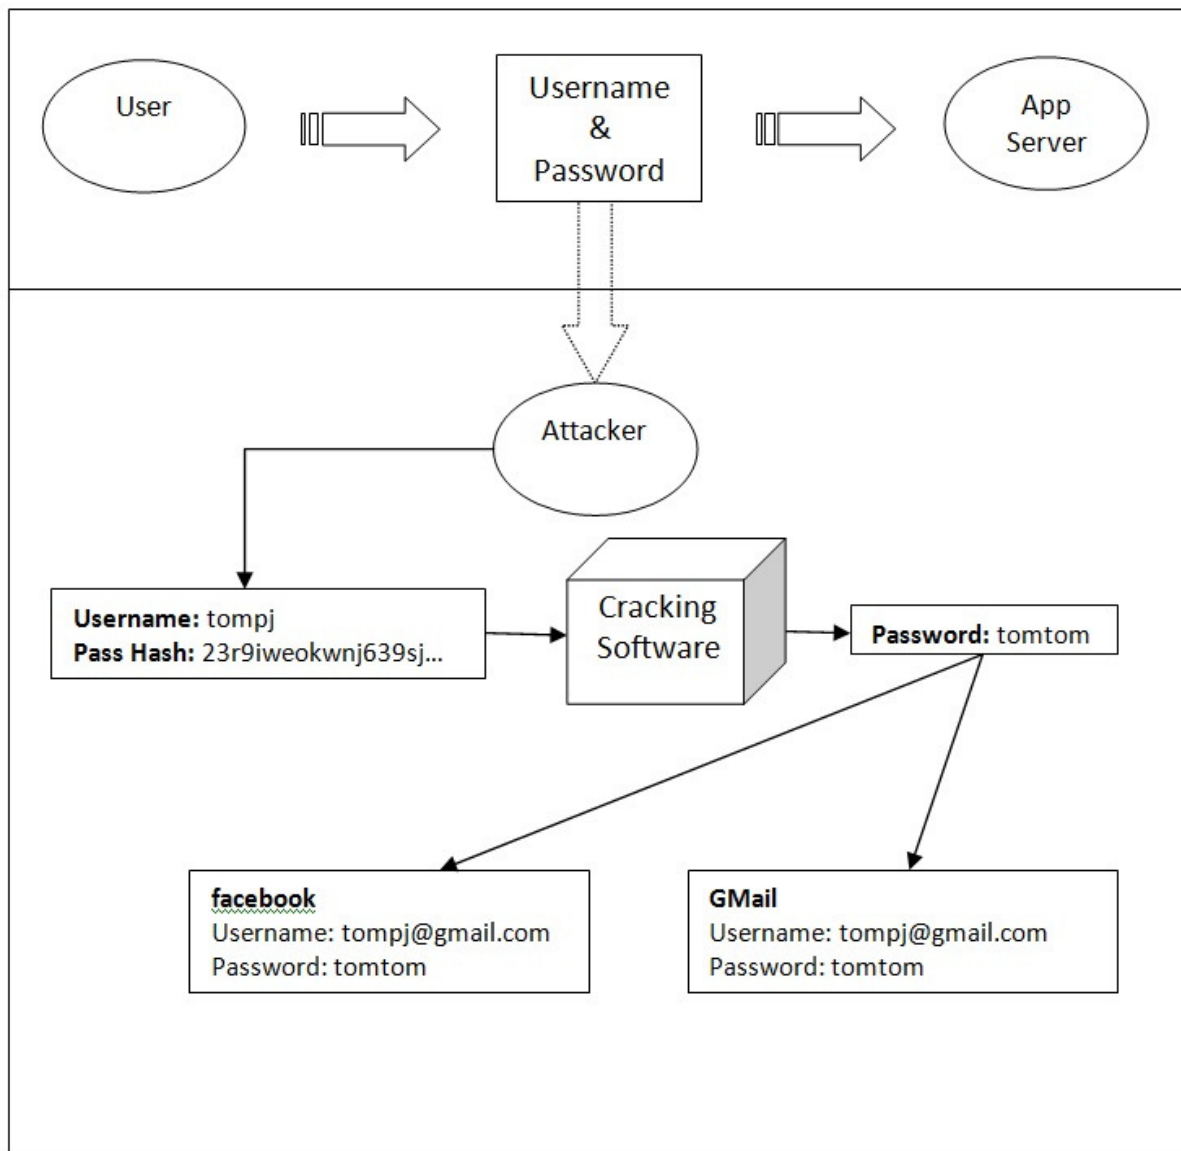 User
Username
&
Password
App
Server
Attacker
Username: tompj
Pass Hash: 23r9iweokwnj639sj...
Cracking
Software
Password: tomtom
facebook
Username: tompj@gmail.com
Password: tomtom
GMail
Username: tompj@gmail.com
Password: tomtom